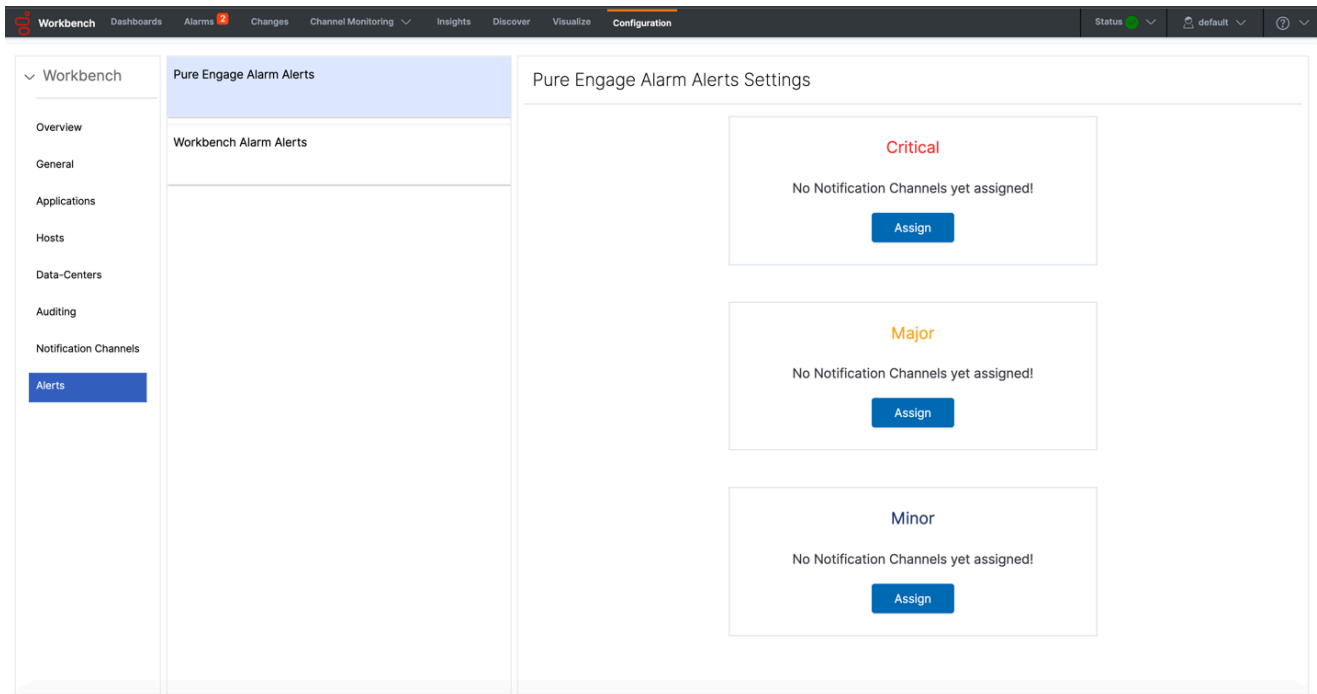 Workbench Dashboards Alarms 2 Changes Channel Monitoring Insights Discover Visualize Configuration Status default ?
Workbench
Overview
General
Applications
Hosts
Data-Centers
Auditing
Notification Channels
Alerts
Pure Engage Alarm Alerts
Workbench Alarm Alerts
Pure Engage Alarm Alerts Settings
Critical
No Notification Channels yet assigned!
Assign
Major
No Notification Channels yet assigned!
Assign
Minor
No Notification Channels yet assigned!
Assign